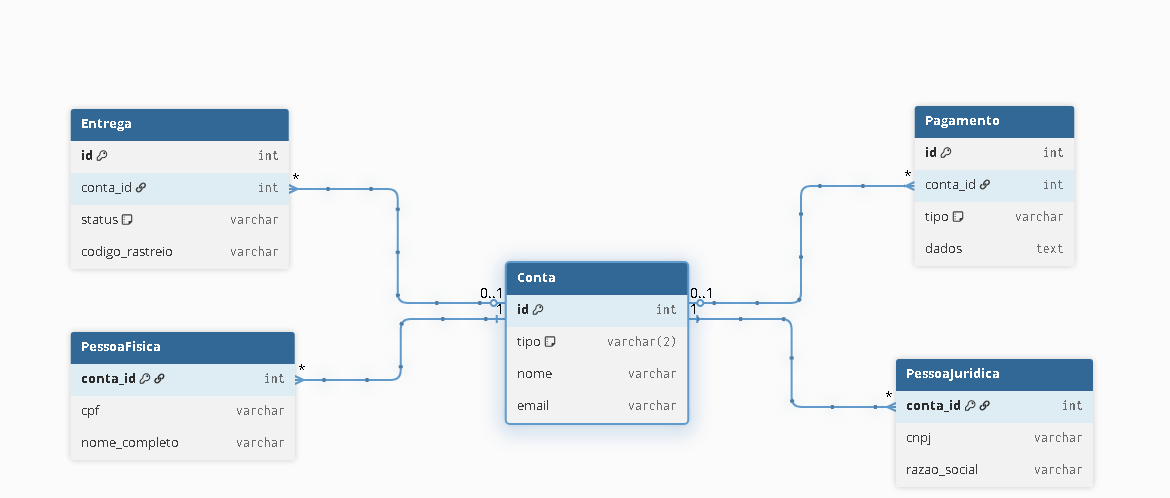 Entrega
id int
conta_id int
status varchar
codigo_rastreio varchar
*
Pagamento
id int
conta_id int
tipo varchar
dados text
*
Conta
id int
tipo varchar(2)
nome varchar
email varchar
0..1
1
0..1
1
PessoaFisica
conta_id int
cpf varchar
nome_completo varchar
*
PessoaJuridica
conta_id int
cnpj varchar
razao_social varchar
*